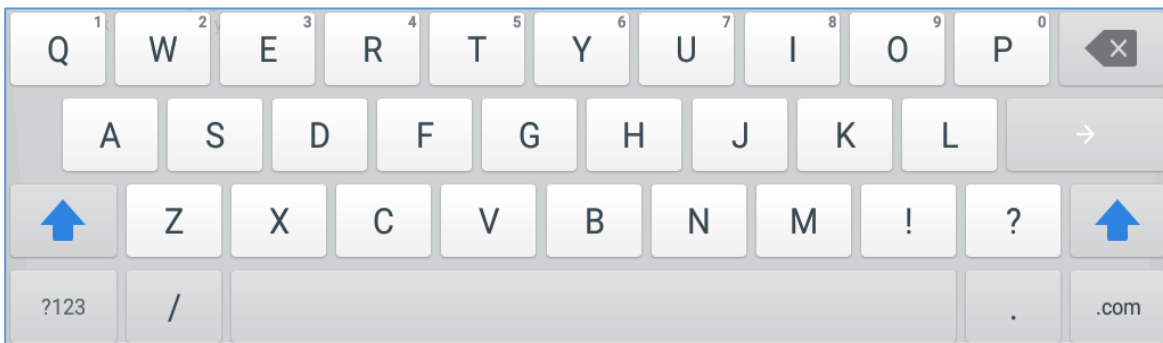 Q 1 W 2 E 3 R 4 T 5 Y 6 U 7 I 8 O 9 P 0
A S D F G H J K L
Z X C V B N M ! ?
?123 / . .com